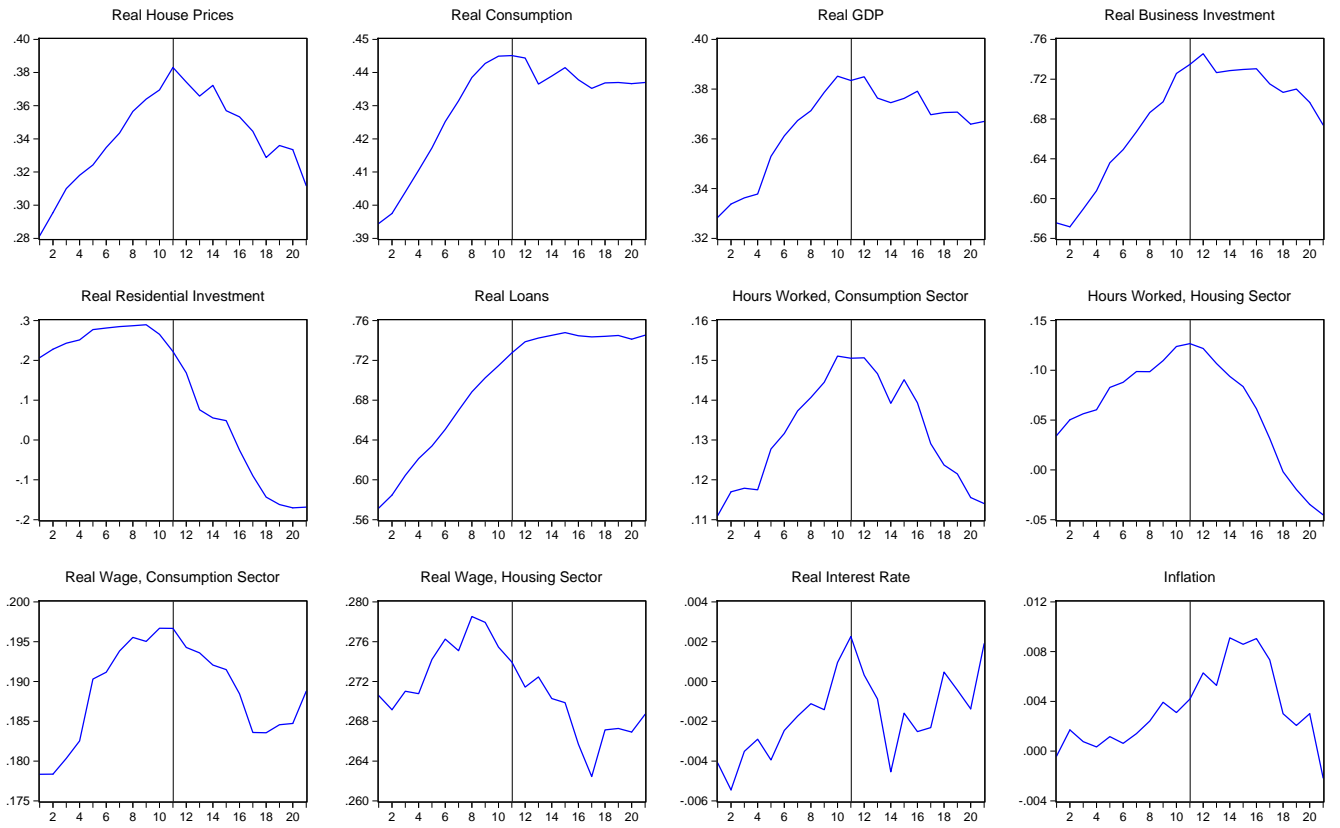 Real House Prices
.40
.38
.36
.34
.32
.30
.28
2 4 6 8 10 12 14 16 18 20
Real Consumption
.45
.44
.43
.42
.41
.40
.39
2 4 6 8 10 12 14 16 18 20
Real GDP
.40
.38
.36
.34
.32
2 4 6 8 10 12 14 16 18 20
Real Business Investment
.76
.72
.68
.64
.60
.56
2 4 6 8 10 12 14 16 18 20
Real Residential Investment
.3
.2
.1
.0
-.1
-.2
2 4 6 8 10 12 14 16 18 20
Real Loans
.76
.72
.68
.64
.60
.56
2 4 6 8 10 12 14 16 18 20
Hours Worked, Consumption Sector
.16
.15
.14
.13
.12
.11
2 4 6 8 10 12 14 16 18 20
Hours Worked, Housing Sector
.15
.10
.05
.00
-.05
2 4 6 8 10 12 14 16 18 20
Real Wage, Consumption Sector
.200
.195
.190
.185
.180
.175
2 4 6 8 10 12 14 16 18 20
Real Wage, Housing Sector
.280
.276
.272
.268
.264
.260
2 4 6 8 10 12 14 16 18 20
Real Interest Rate
.004
.002
.000
-.002
-.004
-.006
2 4 6 8 10 12 14 16 18 20
Inflation
.012
.008
.004
.000
-.004
2 4 6 8 10 12 14 16 18 20